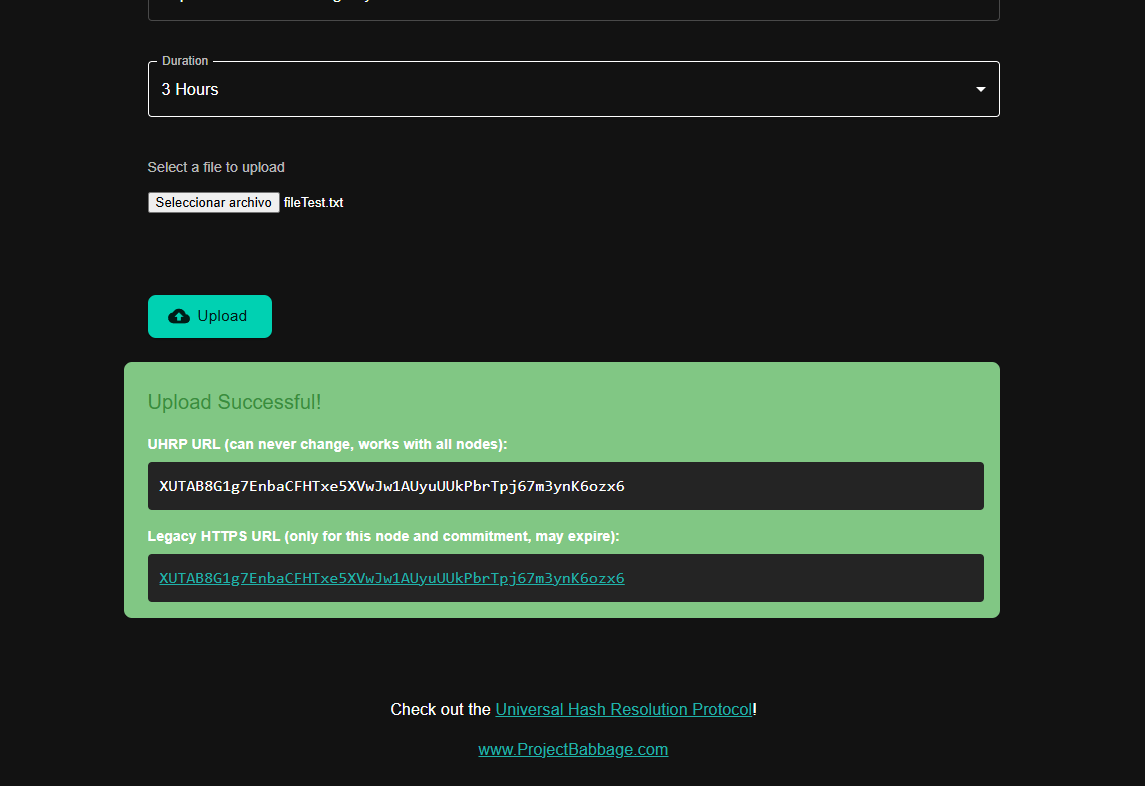 Duration
3 Hours
Select a file to upload
Seleccionar archivo fileTest.txt
Upload
Upload Successful!
UHRP URL (can never change, works with all nodes):
XUTAB8G1g7EnbaCFHTxe5XVwJw1AUyuUUkPbrTpj67m3ynK6ozx6
Legacy HTTPS URL (only for this node and commitment, may expire):
XUTAB8G1g7EnbaCFHTxe5XVwJw1AUyuUUkPbrTpj67m3ynK6ozx6
Check out the Universal Hash Resolution Protocol!
www.ProjectBabbage.com